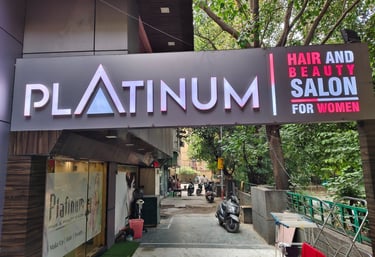 PLATINUM
HAIR AND
BEAUTY
SALON
FOR WOMEN
Platinum